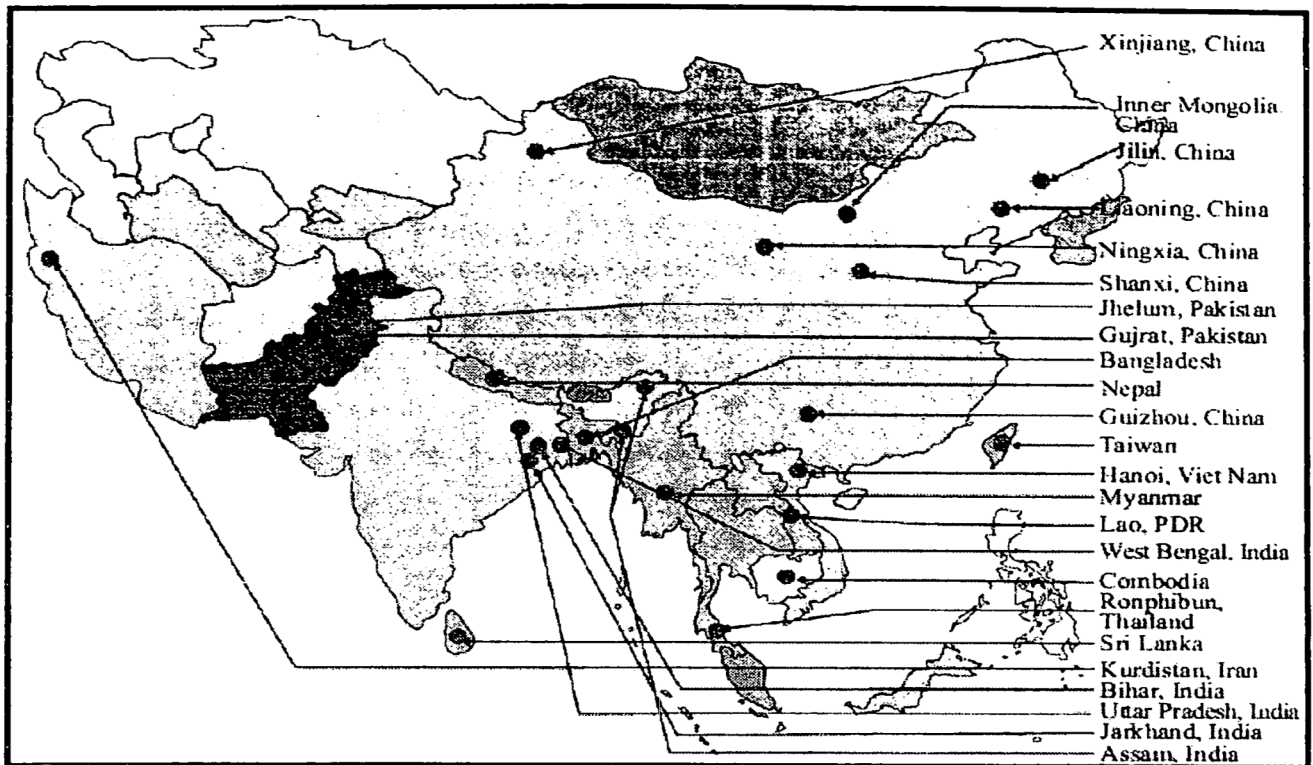 Xinjiang, China
Inner Mongolia.
China
Jilin, China
Liaoning, China
Ningxia, China
Shanxi, China
Jhelum, Pakistan
Gujrat, Pakistan
Bangladesh
Nepal
Guizhou, China
Taiwan
Hanoi, Viet Nam
Myanmar
Lao, PDR
West Bengal, India
Combodia
Ronphibun,
Thailand
Sri Lanka
Kurdistan, Iran
Bihar, India
Uttar Pradesh, India
Jarkhand, India
Assam, India